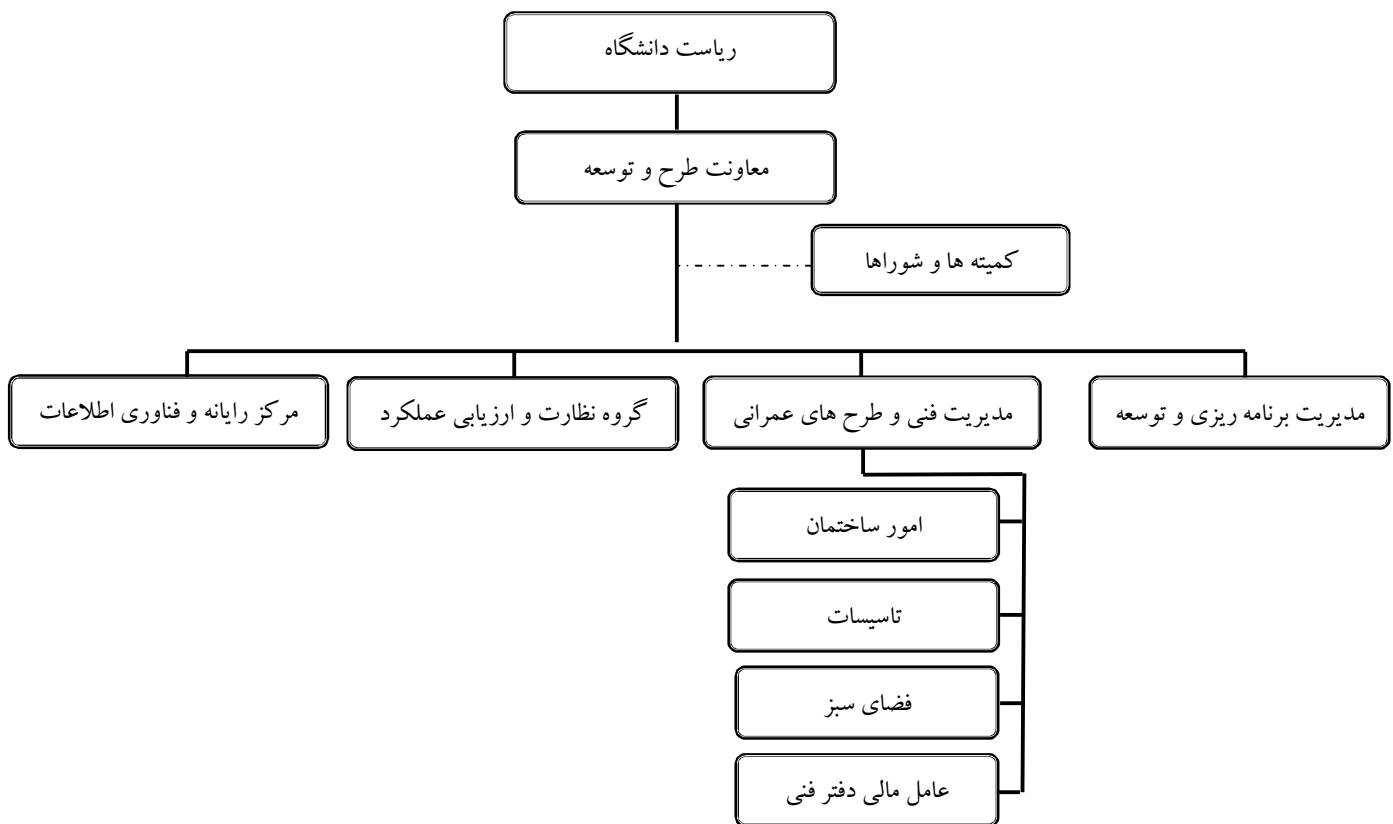 ریاست دانشگاه
معاونت طرح و توسعه
کمیته ها و شوراها
مدیریت برنامه ریزی و توسعه
مدیریت فنی و طرح های عمرانی
گروه نظارت و ارزیابی عملکرد
مرکز رایانه و فناوری اطلاعات
امور ساختمان
تاسیسات
فضای سبز
عامل مالی دفتر فنی